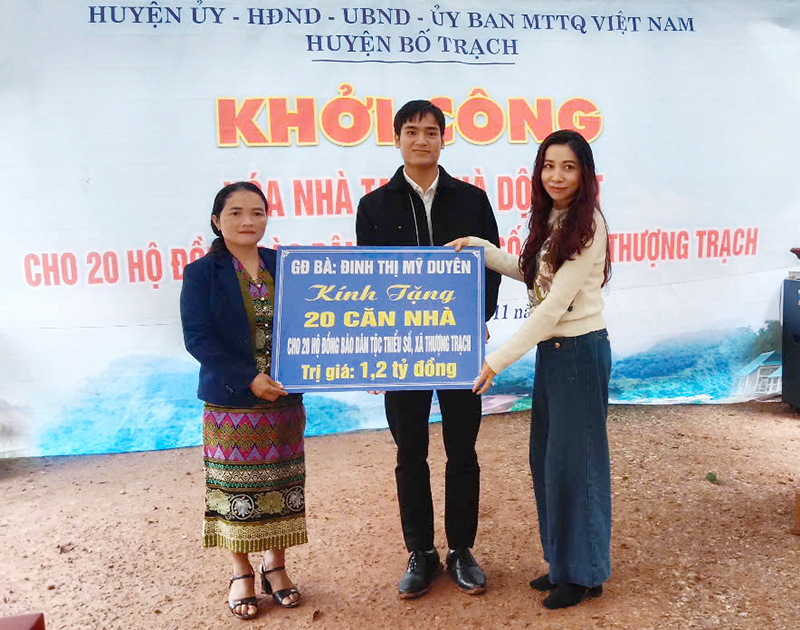 HUYỆN ỦY - HĐND - UBND - ỦY BAN MTTQ VIỆT NAM
HUYỆN BỐ TRẠCH
KHỞI CÔNG
NHÀ
CHO 20 HỘ THƯỢNG TRẠCH
11
GĐ BÀ: ĐINH THỊ MỸ DUYÊN
Kính Tặng
20 CĂN NHÀ
CHO 20 HỘ ĐỒNG BÀO DÂN TỘC THIỂU SỐ, XÃ THƯỢNG TRẠCH
Trị giá: 1,2 tỷ đồng